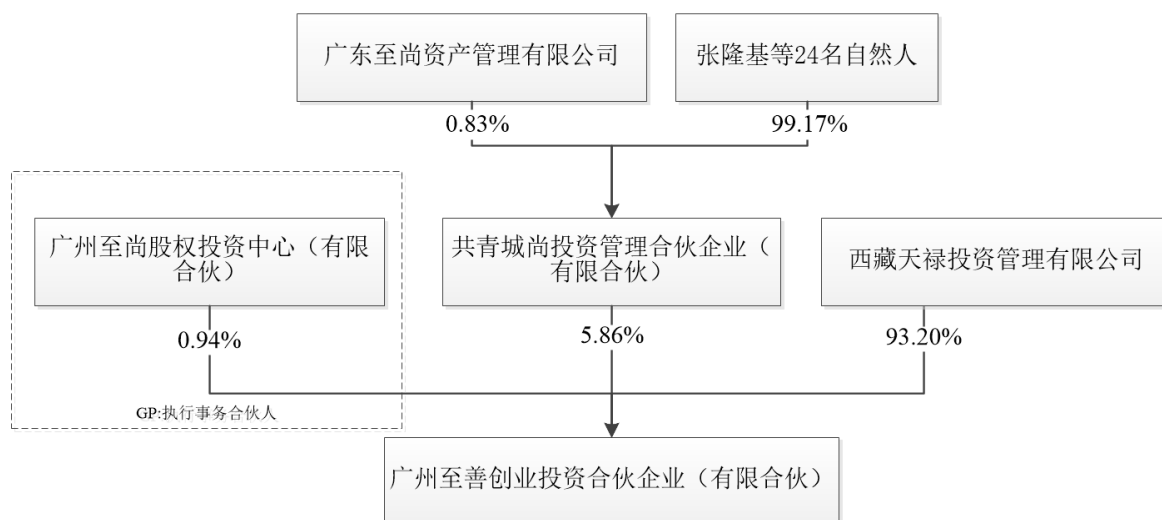 广东至尚资产管理有限公司
张隆基等24名自然人
0.83%
99.17%
广州至尚股权投资中心（有限
合伙）
共青城尚投资管理合伙企业（
有限合伙）
西藏天禄投资管理有限公司
0.94%
5.86%
93.20%
GP:执行事务合伙人
广州至善创业投资合伙企业（有限合伙）